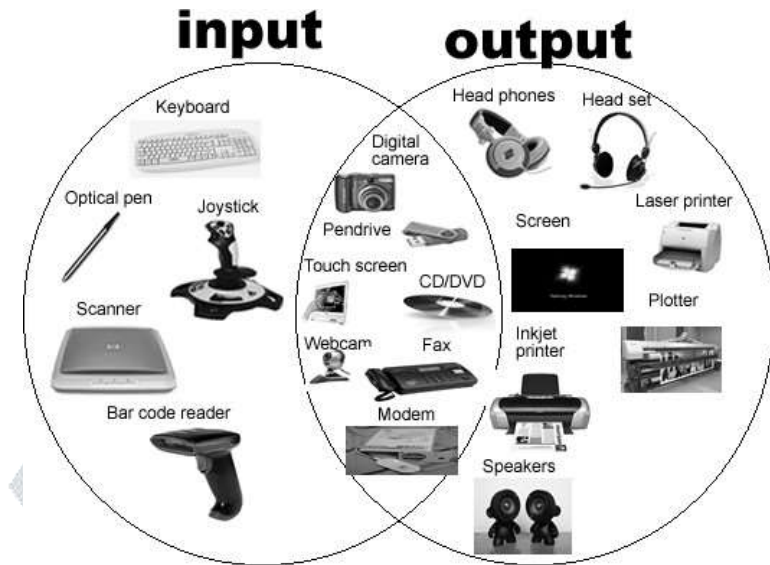 input
output
Keyboard
Optical pen
Joystick
Scanner
Bar code reader
Digital
camera
Pendrive
Touch screen
CD/DVD
Webcam
Fax
Modem
Head phones
Head set
Laser printer
Screen
Plotter
Inkjet
printer
Speakers